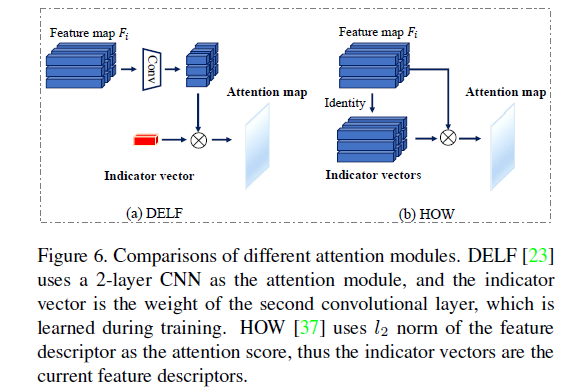 Feature map Fi
Conv
Attention map
Indicator vector
(a) DELF
Feature map Fi
Identity
Attention map
Indicator vectors
(b) HOW
Figure 6. Comparisons of different attention modules. DELF [23]
uses a 2-layer CNN as the attention module, and the indicator
vector is the weight of the second convolutional layer, which is
learned during training. HOW [37] uses l2 norm of the feature
descriptor as the attention score, thus the indicator vectors are the
current feature descriptors.